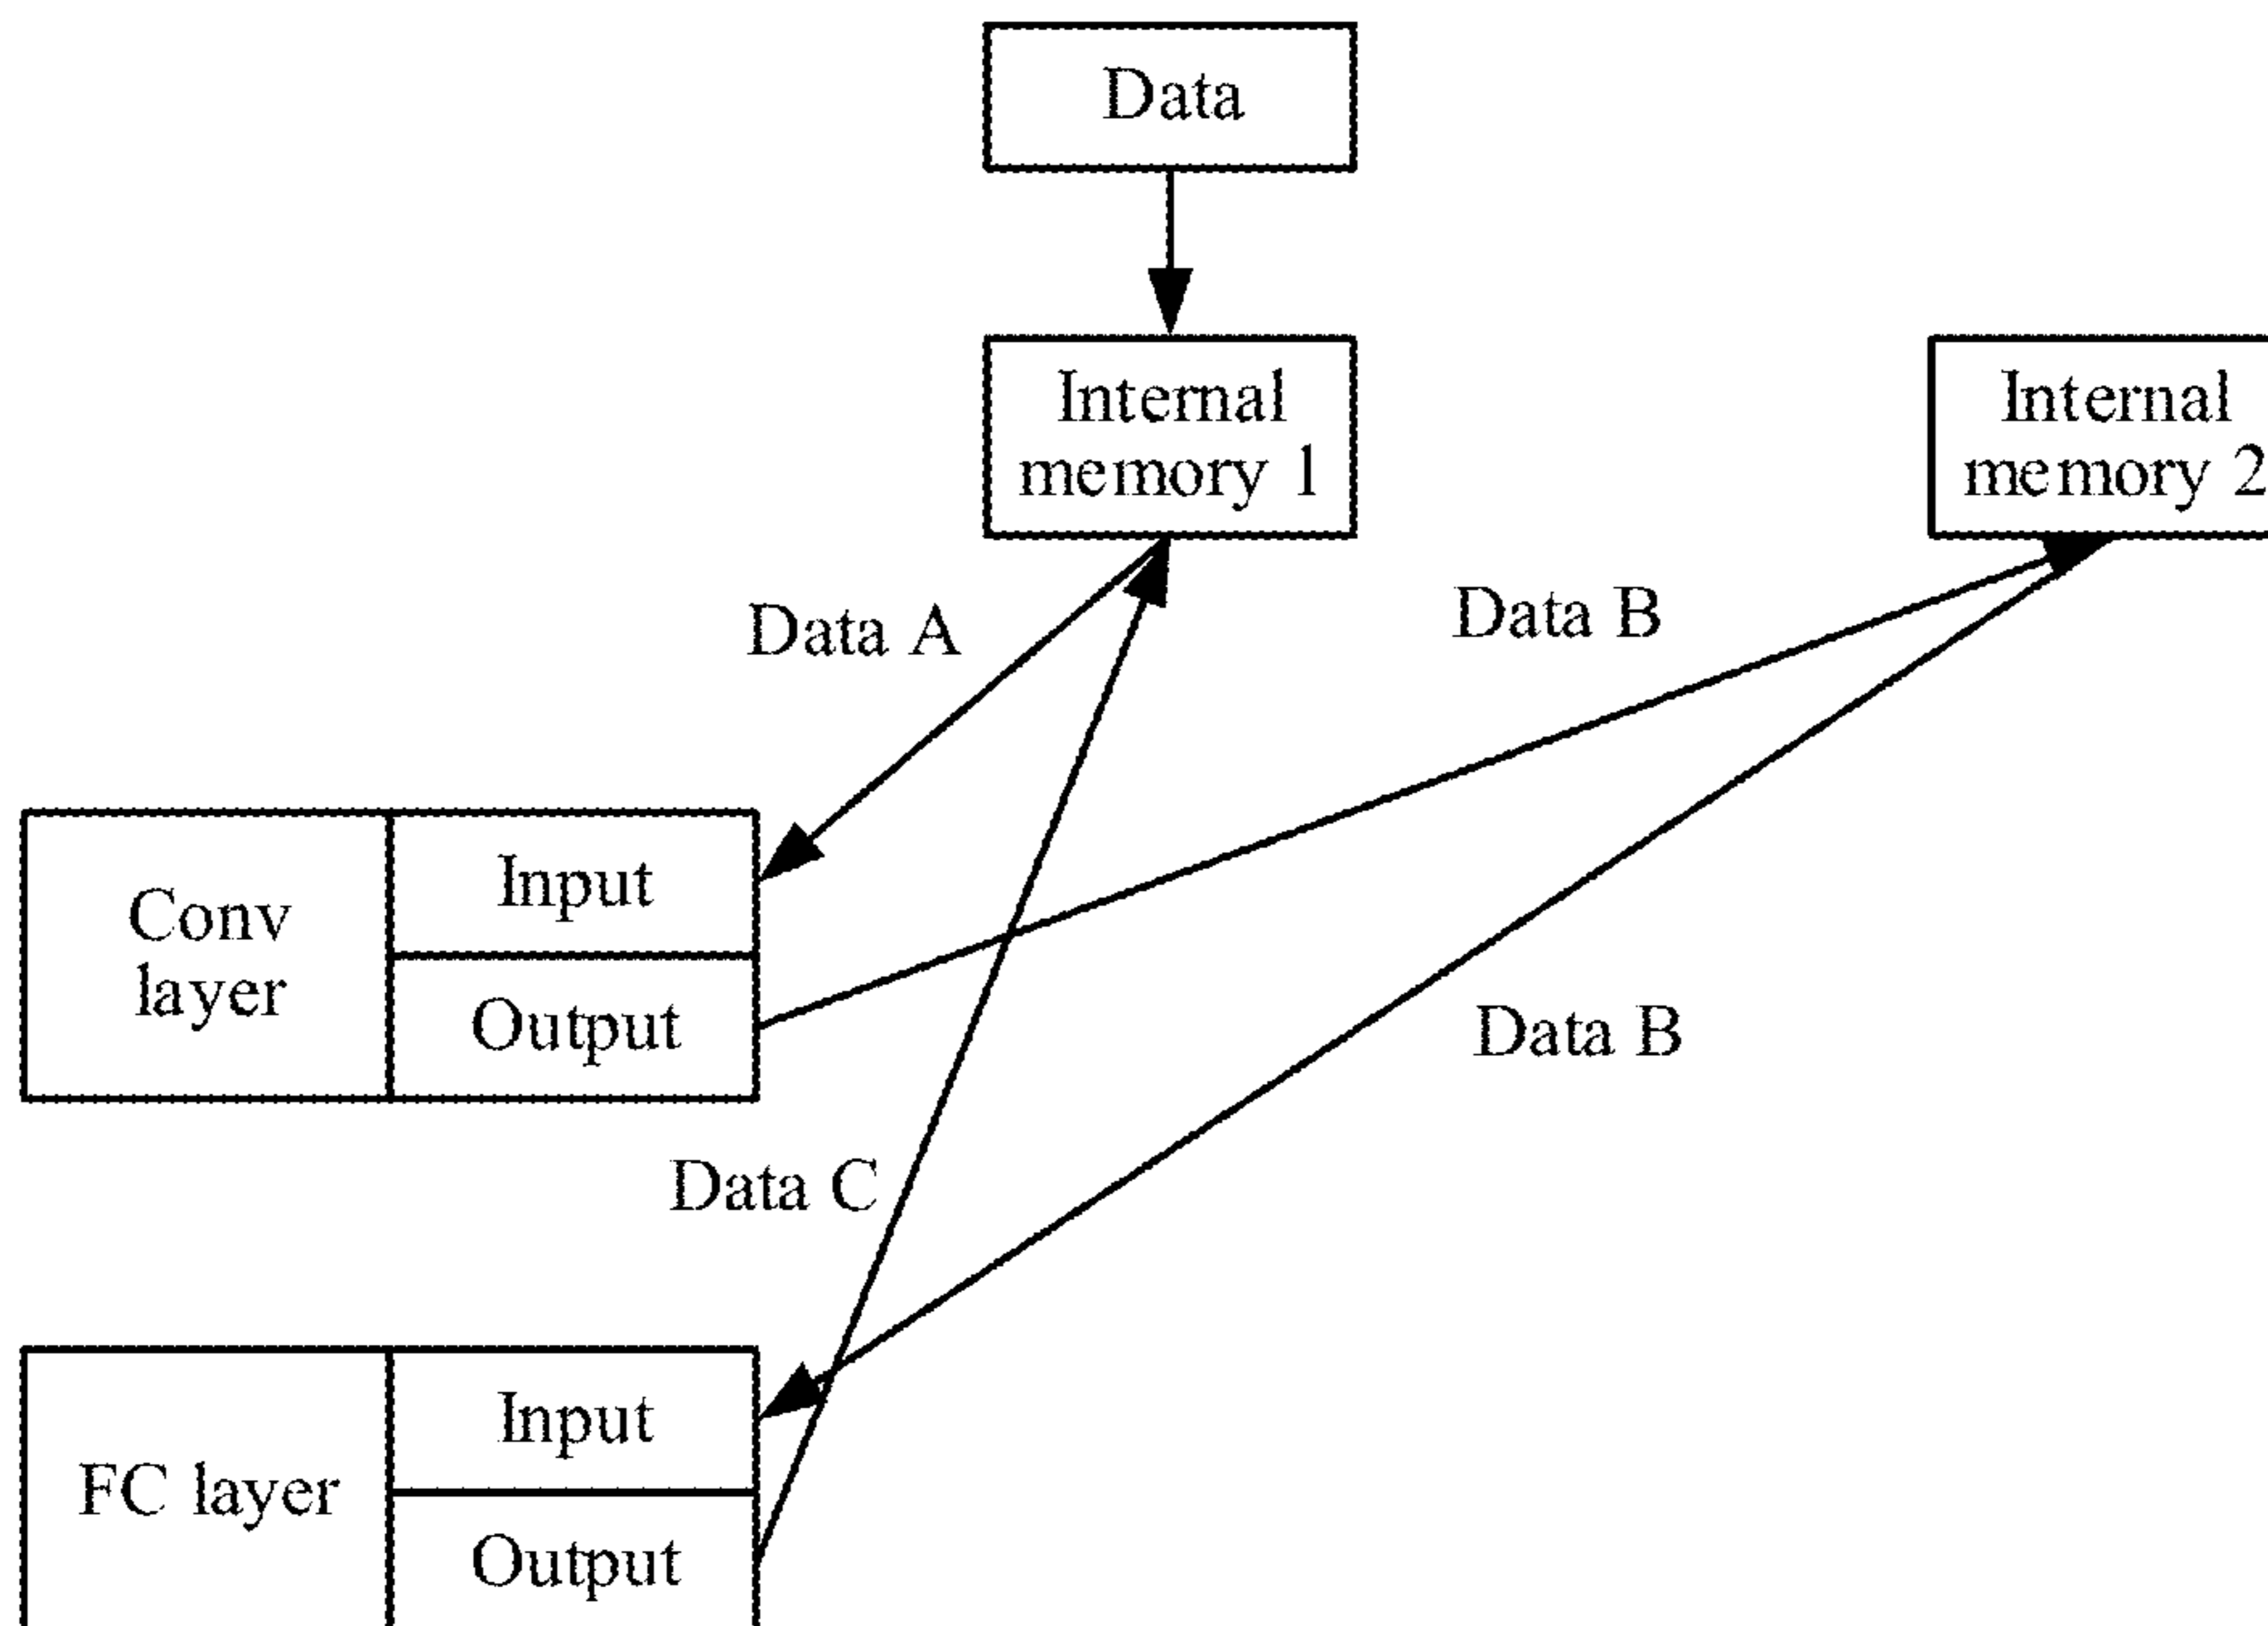 Data
Internal
memory 1
Internal
memory 2
Data A
Data B
Conv
layer
Input
Output
Data B
Data C
FC layer
Input
Output